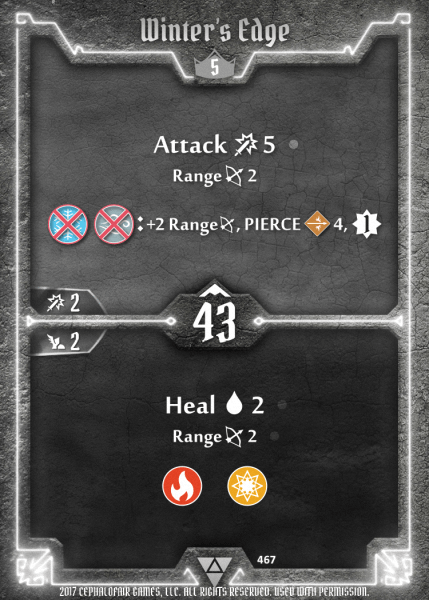 Winter's Edge
5
Attack 5
Range 2
: +2 Range, PIERCE 4, 1
2
43
2
Heal 2
Range 2
467
2017 CEPHALOFAIR GAMES, LLC. ALL RIGHTS RESERVED. USED WITH PERMISSION.